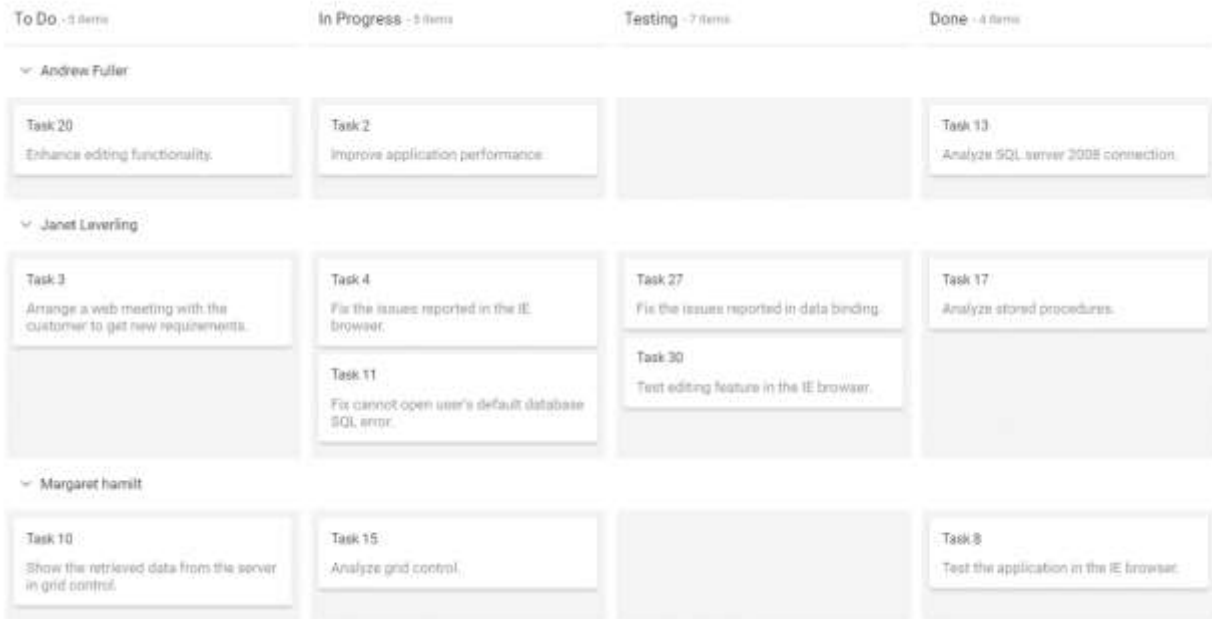 To Do - 5 items
In Progress - 5 items
Testing - 7 items
Done - 4 items
Andrew Fuller
Task 20
Enhance editing functionality.
Task 2
Improve application performance
Task 13
Analyze SQL server 2008 connection.
Janet Leverling
Task 3
Arrange a web meeting with the
customer to get new requirements.
Task 4
Fix the issues reported in the IE
browser.
Task 11
Fix cannot open user's default database
SQL error.
Task 27
Fix the issues reported in data binding.
Task 30
Test editing feature in the IE browser.
Task 17
Analyze stored procedures.
Margaret hamilt
Task 10
Show the retrieved data from the server
in grid control.
Task 15
Analyze grid control.
Task 8
Test the application in the IE browser.